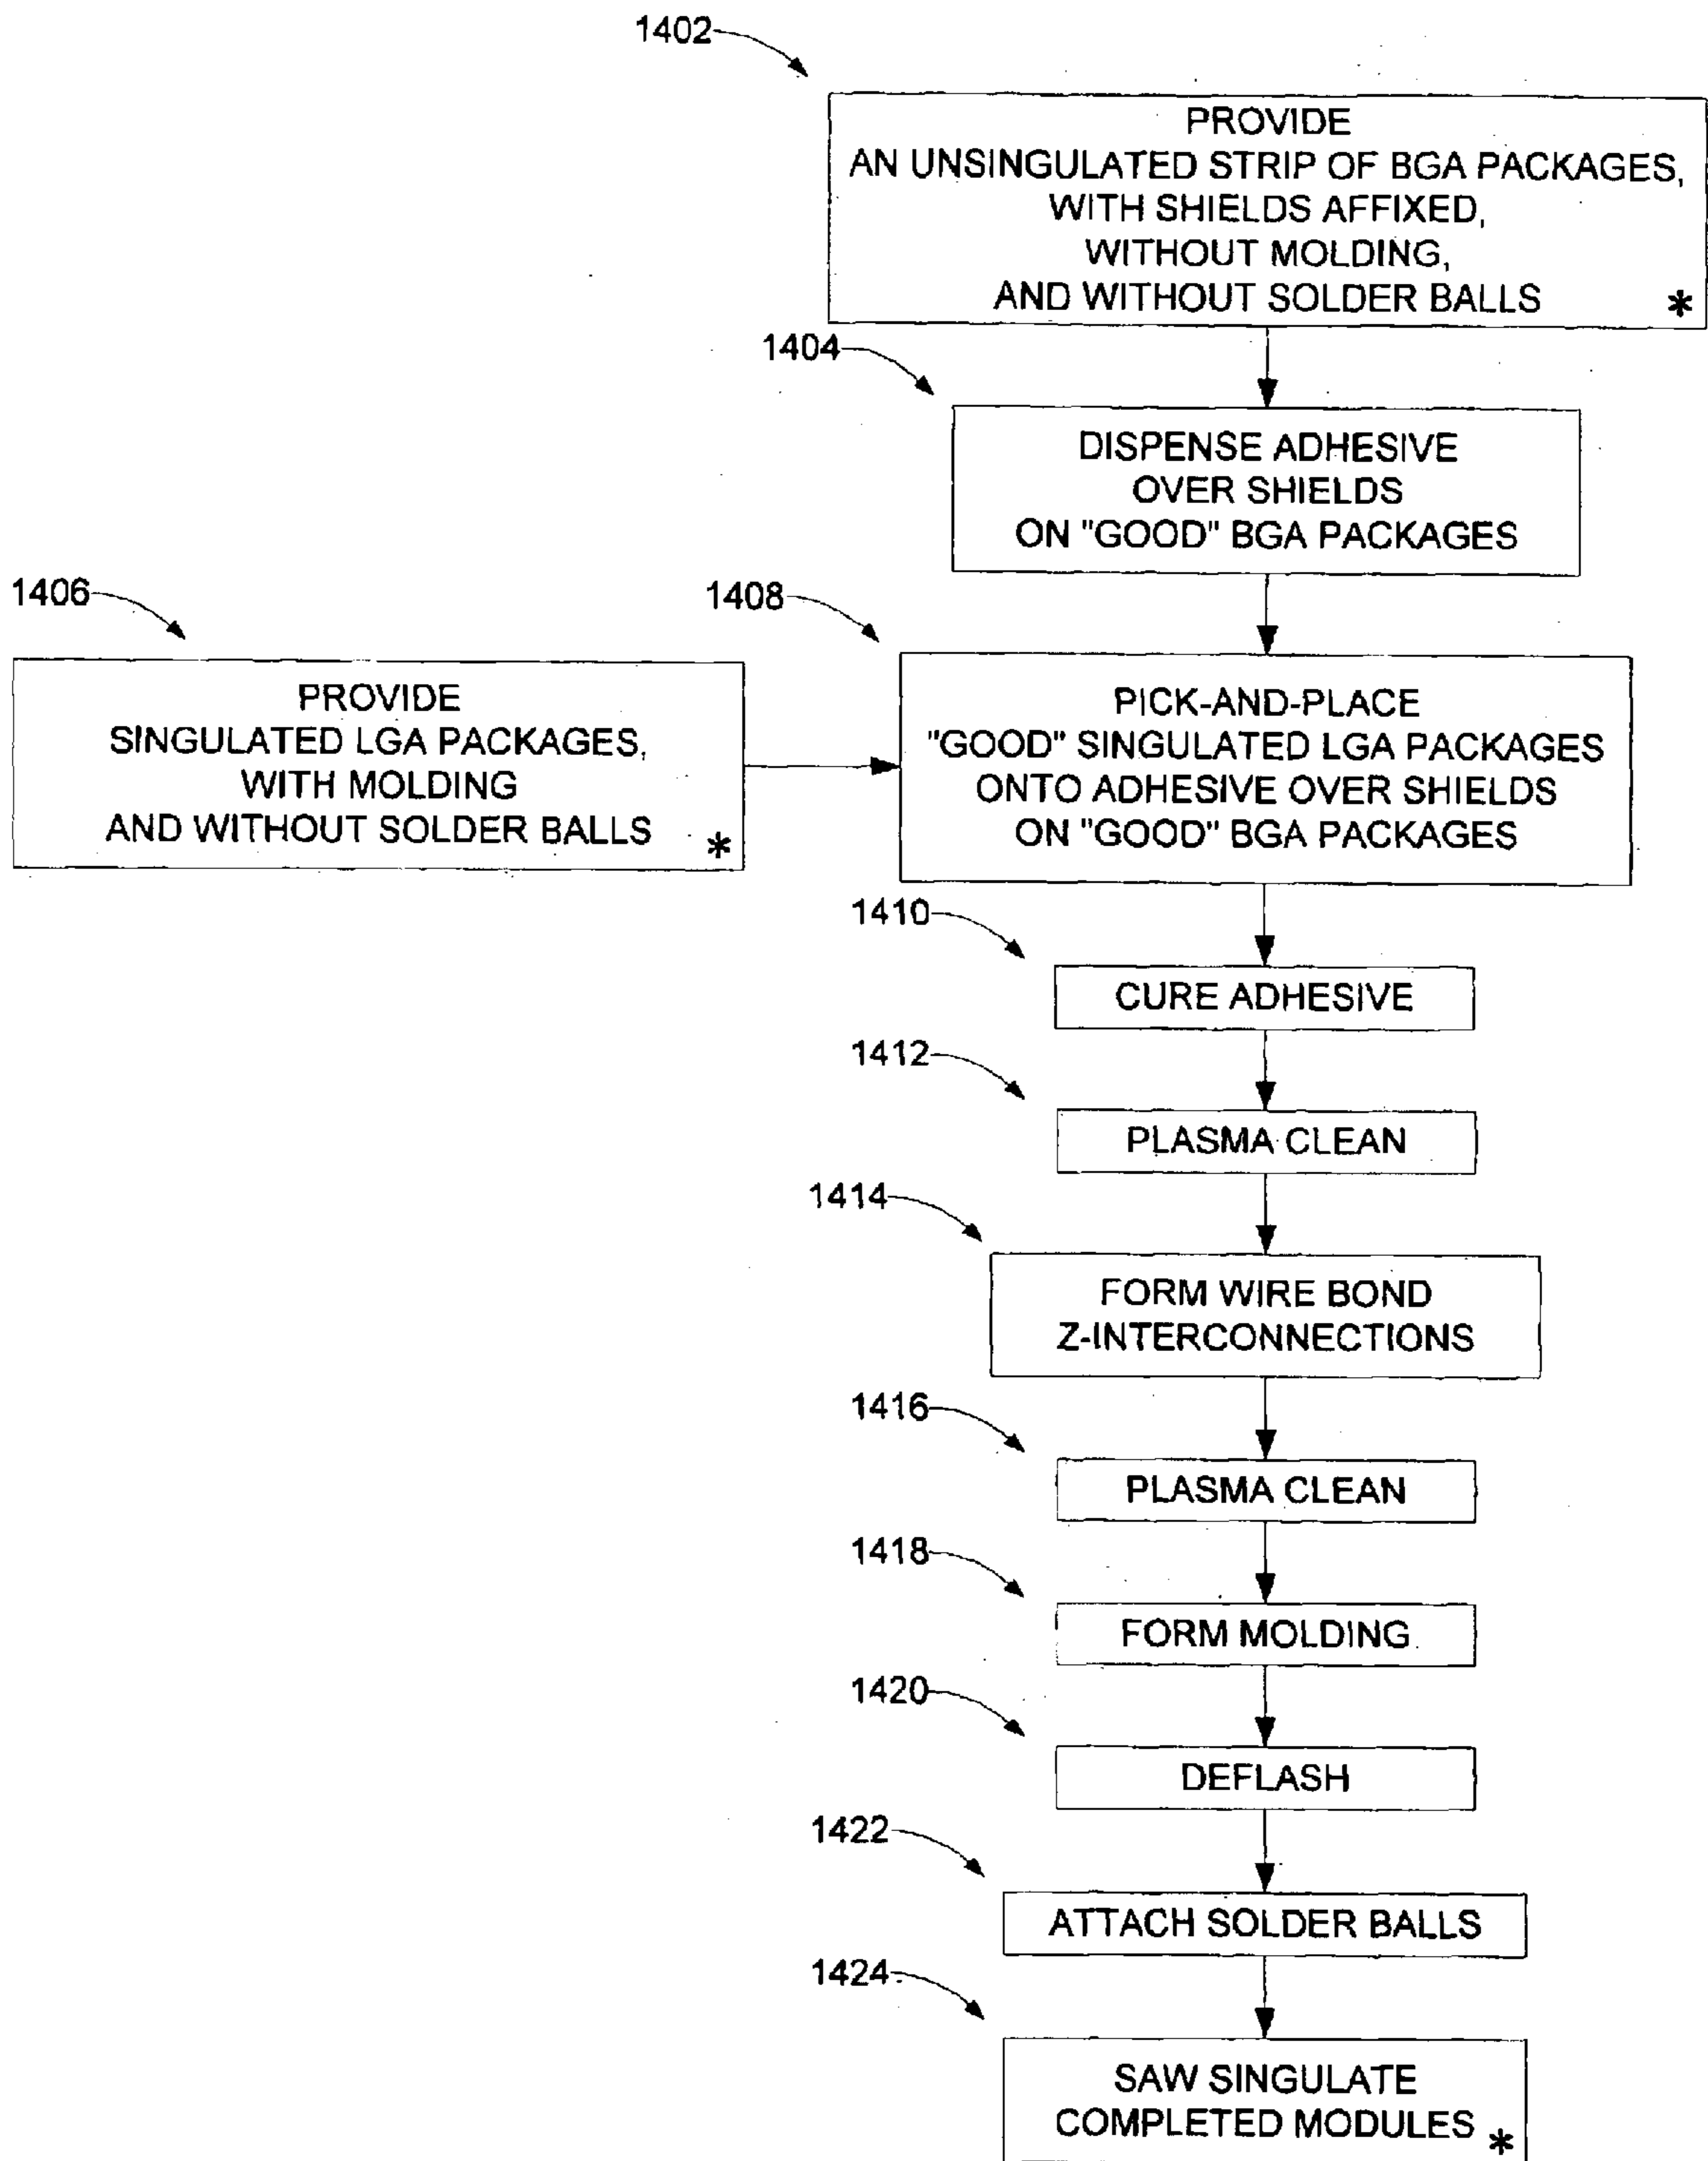 1402
PROVIDE
AN UNSINGULATED STRIP OF BGA PACKAGES,
WITH SHIELDS AFFIXED,
WITHOUT MOLDING,
AND WITHOUT SOLDER BALLS *
1404
DISPENSE ADHESIVE
OVER SHIELDS
ON "GOOD" BGA PACKAGES
1406
PROVIDE
SINGULATED LGA PACKAGES,
WITH MOLDING
AND WITHOUT SOLDER BALLS *
1408
PICK-AND-PLACE
"GOOD" SINGULATED LGA PACKAGES
ONTO ADHESIVE OVER SHIELDS
ON "GOOD" BGA PACKAGES
1410
CURE ADHESIVE
1412
PLASMA CLEAN
1414
FORM WIRE BOND
Z-INTERCONNECTIONS
1416
PLASMA CLEAN
1418
FORM MOLDING
1420
DEFLASH
1422
ATTACH SOLDER BALLS
1424
SAW SINGULATE
COMPLETED MODULES *